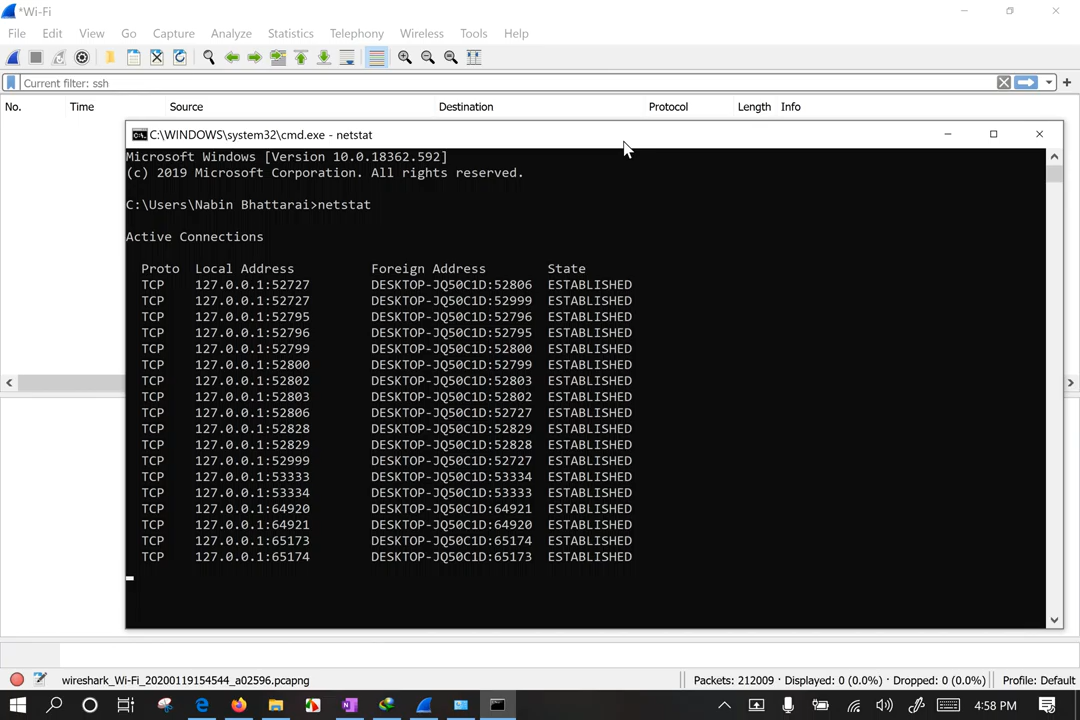 *Wi-Fi
File Edit View Go Capture Analyze Statistics Telephony Wireless Tools Help
Current filter: ssh
No. Time Source Destination Protocol Length Info
C:\WINDOWS\system32\cmd.exe - netstat
Microsoft Windows [Version 10.0.18362.592]
(c) 2019 Microsoft Corporation. All rights reserved.
C:\Users\Nabin Bhattarai>netstat
Active Connections
Proto Local Address Foreign Address State
TCP 127.0.0.1:52727 DESKTOP-JQ50C1D:52806 ESTABLISHED
TCP 127.0.0.1:52727 DESKTOP-JQ50C1D:52999 ESTABLISHED
TCP 127.0.0.1:52795 DESKTOP-JQ50C1D:52796 ESTABLISHED
TCP 127.0.0.1:52796 DESKTOP-JQ50C1D:52795 ESTABLISHED
TCP 127.0.0.1:52799 DESKTOP-JQ50C1D:52800 ESTABLISHED
TCP 127.0.0.1:52800 DESKTOP-JQ50C1D:52799 ESTABLISHED
TCP 127.0.0.1:52802 DESKTOP-JQ50C1D:52803 ESTABLISHED
TCP 127.0.0.1:52803 DESKTOP-JQ50C1D:52802 ESTABLISHED
TCP 127.0.0.1:52806 DESKTOP-JQ50C1D:52727 ESTABLISHED
TCP 127.0.0.1:52828 DESKTOP-JQ50C1D:52829 ESTABLISHED
TCP 127.0.0.1:52829 DESKTOP-JQ50C1D:52828 ESTABLISHED
TCP 127.0.0.1:52999 DESKTOP-JQ50C1D:52727 ESTABLISHED
TCP 127.0.0.1:53333 DESKTOP-JQ50C1D:53334 ESTABLISHED
TCP 127.0.0.1:53334 DESKTOP-JQ50C1D:53333 ESTABLISHED
TCP 127.0.0.1:64920 DESKTOP-JQ50C1D:64921 ESTABLISHED
TCP 127.0.0.1:64921 DESKTOP-JQ50C1D:64920 ESTABLISHED
TCP 127.0.0.1:65173 DESKTOP-JQ50C1D:65174 ESTABLISHED
TCP 127.0.0.1:65174 DESKTOP-JQ50C1D:65173 ESTABLISHED
wireshark_Wi-Fi_20200119154544_a02596.pcapng Packets: 212009 · Displayed: 0 (0.0%) · Dropped: 0 (0.0%) Profile: Default
4:58 PM